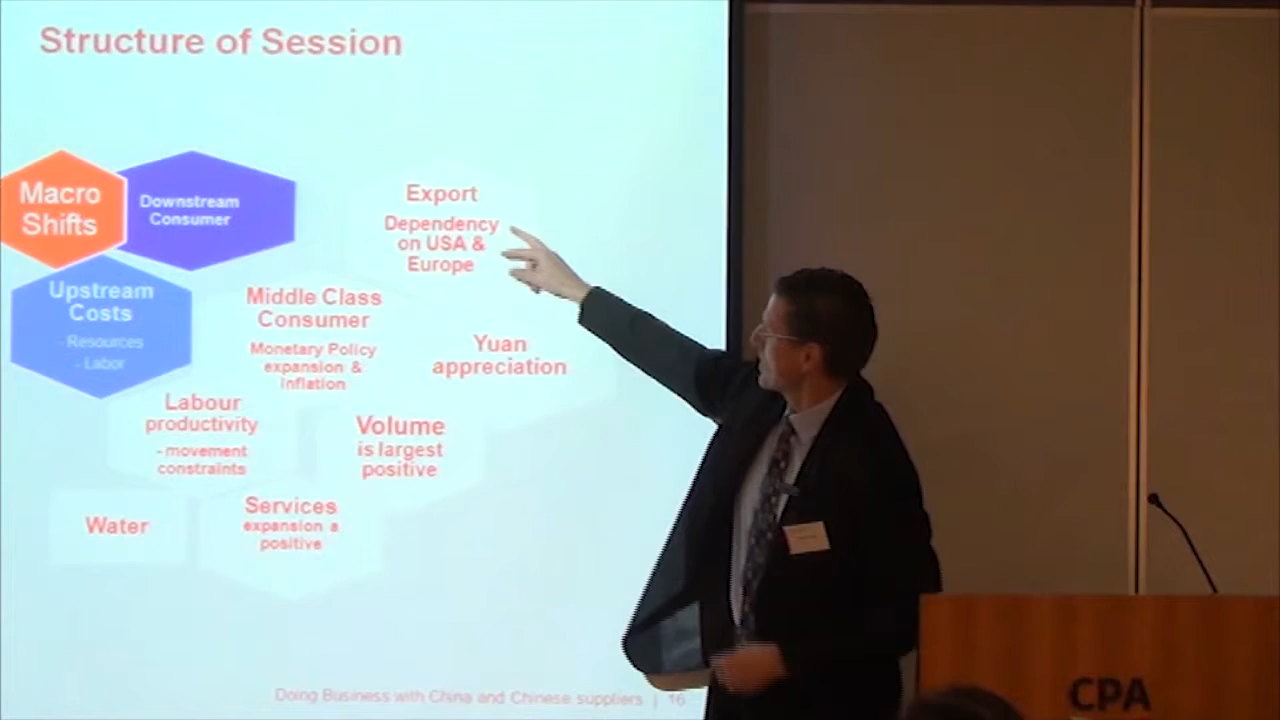 Structure of Session
Macro
Shifts
Downstream
Consumer
Export
Dependency
on USA &
Europe
Upstream
Costs
- Resources
- Labor
Middle Class
Consumer
Monetary Policy
expansion &
Inflation
Yuan
appreciation
Labour
productivity
- movement
constraints
Volume
is largest
positive
Water
Services
expansion a
positive
Doing Business with China and Chinese suppliers | 16
CPA